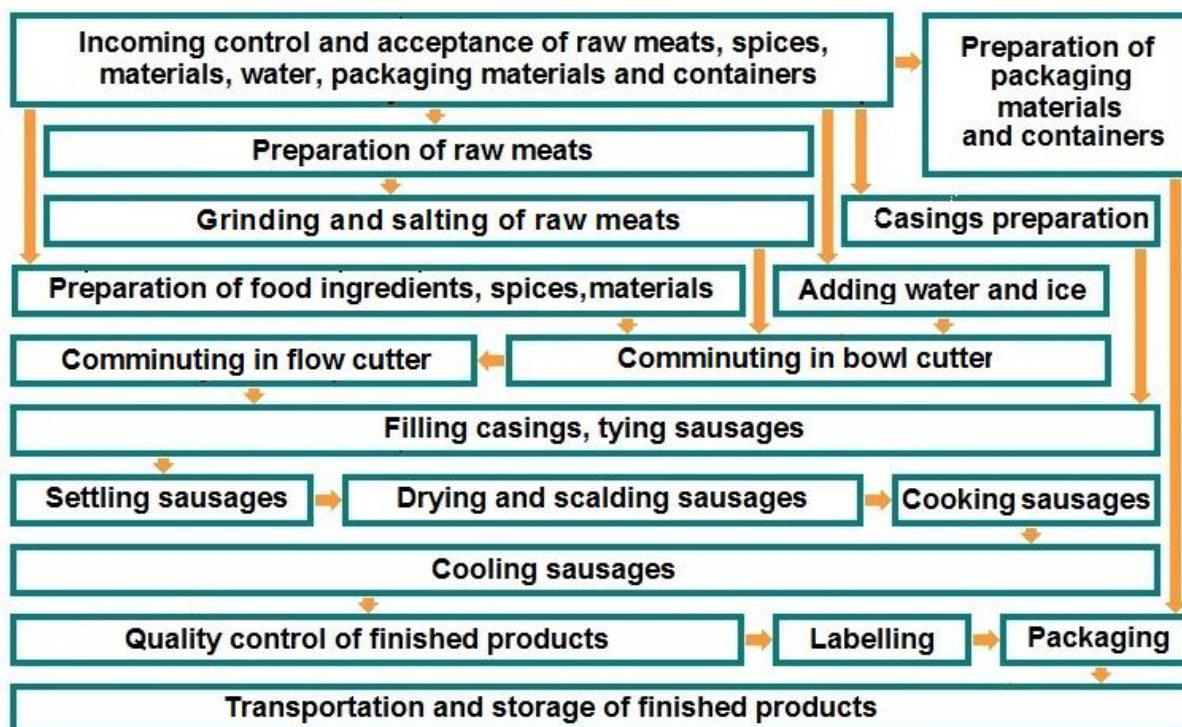 Incoming control and acceptance of raw meats, spices,
materials, water, packaging materials and containers
Preparation of
packaging
materials
and containers
Preparation of raw meats
Grinding and salting of raw meats
Casings preparation
Preparation of food ingredients, spices,materials
Adding water and ice
Comminuting in flow cutter
Comminuting in bowl cutter
Filling casings, tying sausages
Settling sausages
Drying and scalding sausages
Cooking sausages
Cooling sausages
Quality control of finished products
Labelling
Packaging
Transportation and storage of finished products